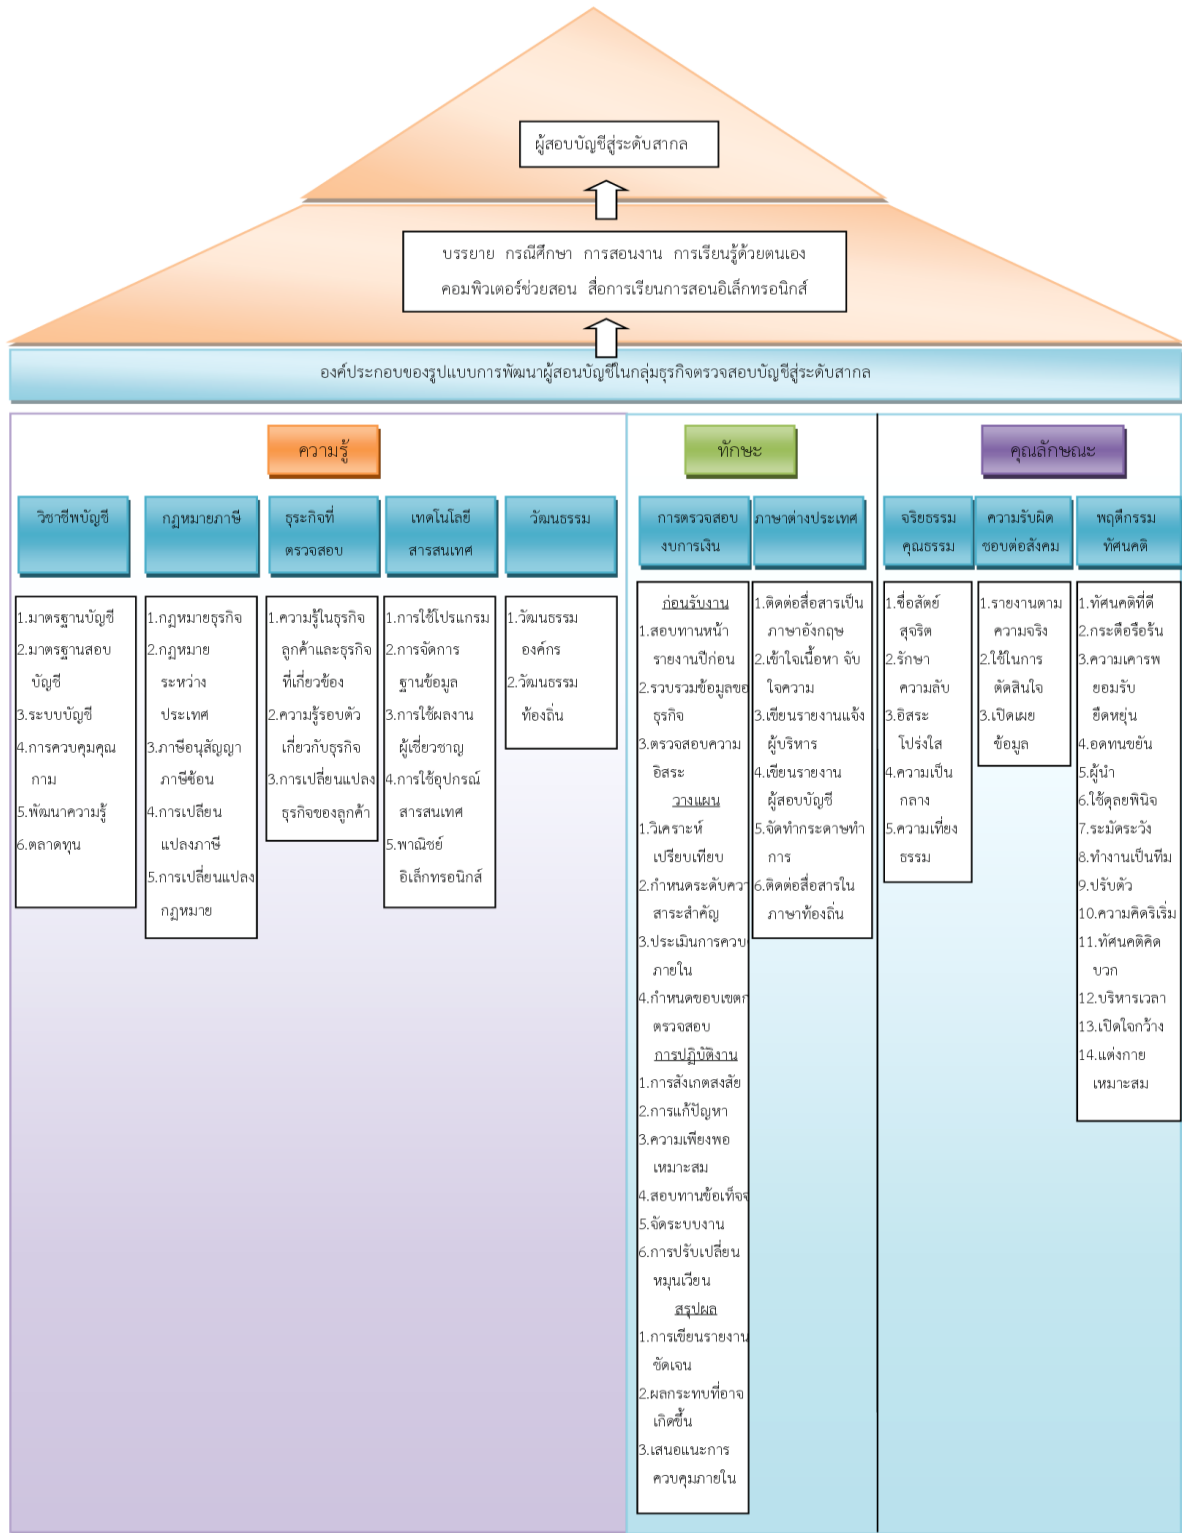 ผู้สอบบัญชีสู่ระดับสากล
บรรยาย กรณีศึกษา การสอนงาน การเรียนรู้ด้วยตนเอง
คอมพิวเตอร์ช่วยสอน สื่อการเรียนการสอนอิเล็กทรอนิกส์
องค์ประกอบของรูปแบบการพัฒนาผู้สอนบัญชีในกลุ่มธุรกิจตรวจสอบบัญชีสู่ระดับสากล
ความรู้
วิชาชีพบัญชี
1.มาตรฐานบัญชี
2.มาตรฐานสอบ
บัญชี
3.ระบบบัญชี
4.การควบคุมคุณ
กาม
5.พัฒนาความรู้
6.ตลาดทุน
กฎหมายภาษี
1.กฎหมายธุรกิจ
2.กฎหมาย
ระหว่าง
ประเทศ
3.ภาษีอนุสัญญา
ภาษีซ้อน
4.การเปลียน
แปลงภาษี
5.การเปลี่ยนแปลง
กฎหมาย
ธุระกิจที่
ตรวจสอบ
1.ความรู้ในธุรกิจ
ลูกค้าและธุรกิจ
ที่เกี่ยวข้อง
2.ความรู้รอบตัว
เกี่ยวกับธุรกิจ
3.การเปลี่ยนแปลง
ธุรกิจของลูกค้า
เทดโนโลยี
สารสนเทศ
1.การใช้โปรแกรม
2.การจัดการ
ฐานข้อมูล
3.การใช้ผลงาน
ผู้เชี่ยวชาญ
4.การใช้อุปกรณ์
สารสนเทศ
5.พาณิชย์
อิเล็กทรอนิกส์
วัฒนธรรม
1.วัฒนธรรม
องค์กร
2.วัฒนธรรม
ท้องถิ่น
ทักษะ
การตรวจสอบ
งบการเงิน
ก่อนรับงาน
1.สอบทานหน้า
รายงานปีก่อน
2.รวบรวมข้อมูลขอ
ธุรกิจ
3.ตรวจสอบความ
อิสระ
วางแผน
1.วิเคราะห์
เปรียบเทียบ
2.กำหนดระดับควา
สาระสำคัญ
3.ประเมินการควบ
ภายใน
4.กำหนดขอบเขตก
ตรวจสอบ
การปฏิบัติงาน
1.การสังเกตสงสัย
2.การแก้ปัญหา
3.ความเพียงพอ
เหมาะสม
4.สอบทานข้อเท็จจ
5.จัดระบบงาน
6.การปรับเปลี่ยน
หมุนเวียน
สรุปผล
1.การเขียนรายงาน
ชัดเจน
2.ผลกระทบที่อาจ
เกิดขึ้น
3.เสนอแนะการ
ควบคุมภายใน
ภาษาต่างประเทศ
1.ติดต่อสื่อสารเป็น
ภาษาอังกฤษ
2.เข้าใจเนื้อหา จับ
ใจความ
3.เขียนรายงานแจ้ง
ผู้บริหาร
4.เขียนรายงาน
ผู้สอบบัญชี
5.จัดทำกระดาษทำ
การ
6.ติดต่อสื่อสารใน
ภาษาท้องถิ่น
คุณลักษณะ
จริยธรรม
คุณธรรม
1.ซื่อสัตย์
สุจริต
2.รักษา
ความลับ
3.อิสระ
โปร่งใส
4.ความเป็น
กลาง
5.ความเที่ยง
ธรรม
ความรับผิด
ชอบต่อสังคม
1.รายงานตาม
ความจริง
2.ใช้ในการ
ตัดสินใจ
3.เปิดเผย
ข้อมูล
พฤติกรรม
ทัศนคติ
1.ทัศนคติที่ดี
2.กระตือรือร้น
3.ความเคารพ
ยอมรับ
ยืดหยุ่น
4.อดทนขยัน
5.ผู้นำ
6.ใช้ดุลยพินิจ
7.ระมัดระวัง
8.ทำงานเป็นทีม
9.ปรับตัว
10.ความคิดริเริ่ม
11.ทัศนคติคิด
บวก
12.บริหารเวลา
13.เปิดใจกว้าง
14.แต่งกาย
เหมาะสม